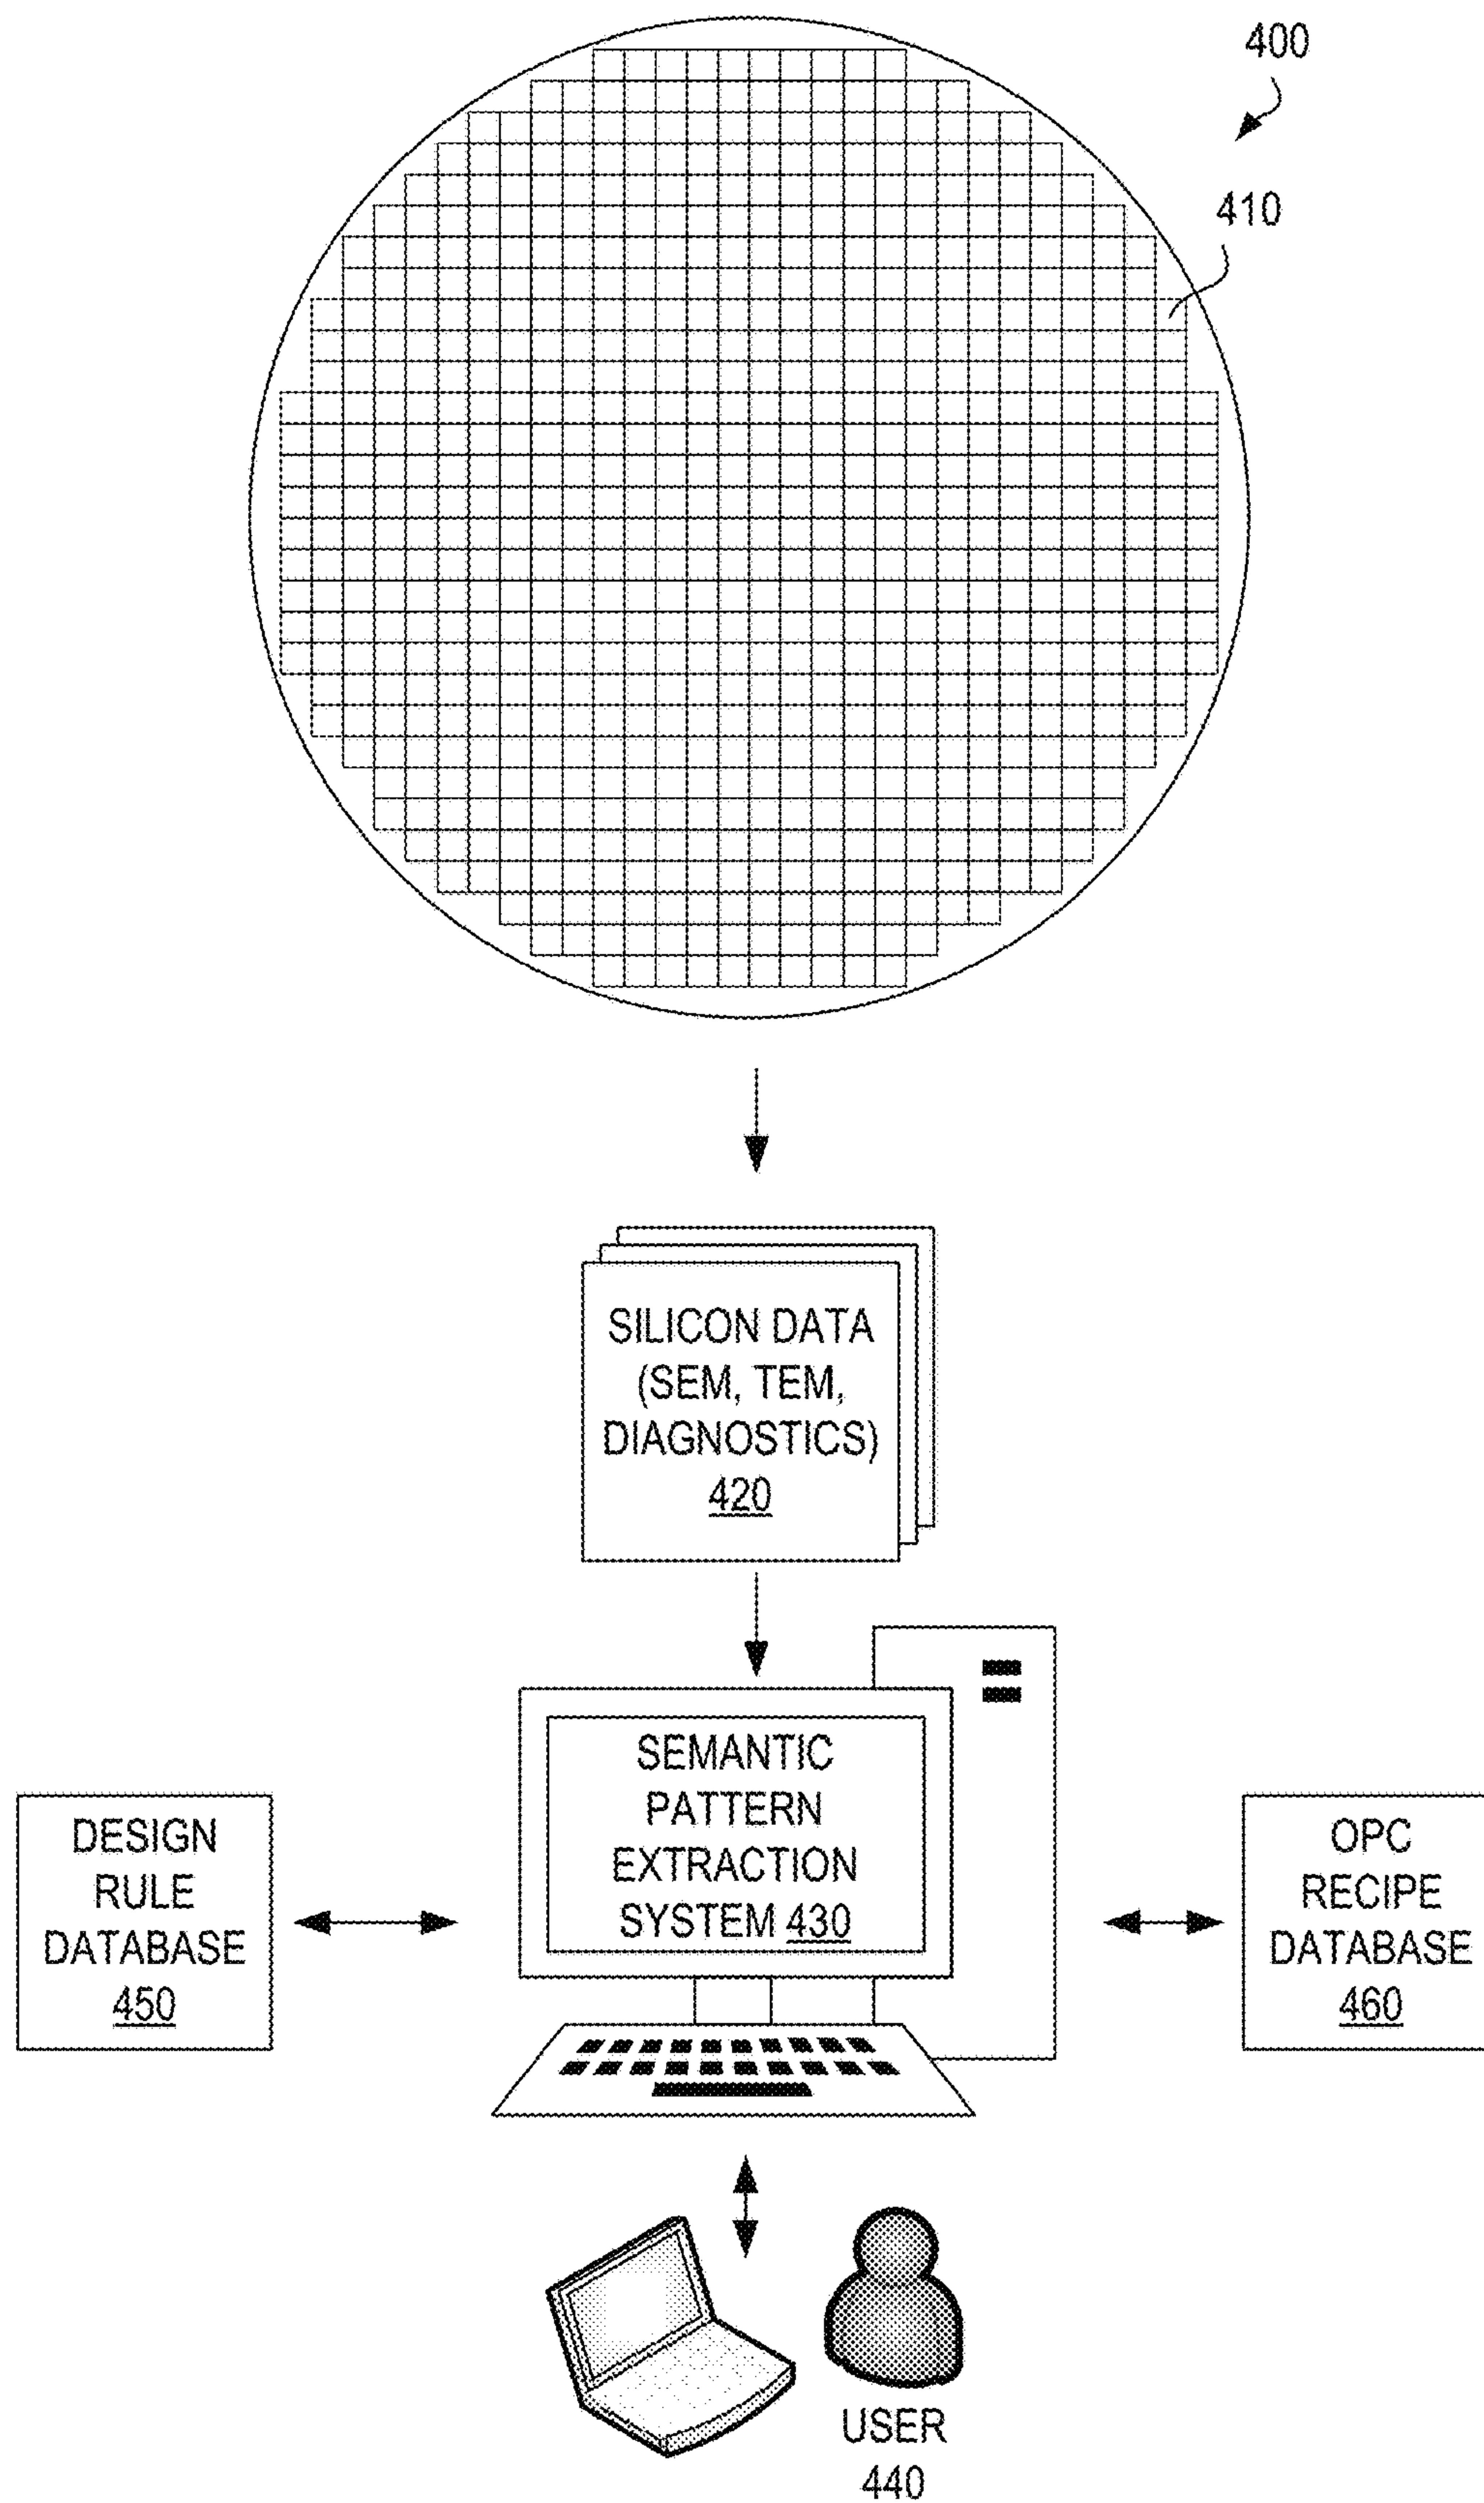 400
410
SILICON DATA
(SEM, TEM,
DIAGNOSTICS)
420
SEMANTIC
PATTERN
EXTRACTION
SYSTEM 430
DESIGN
RULE
DATABASE
450
OPC
RECIPE
DATABASE
460
USER
440